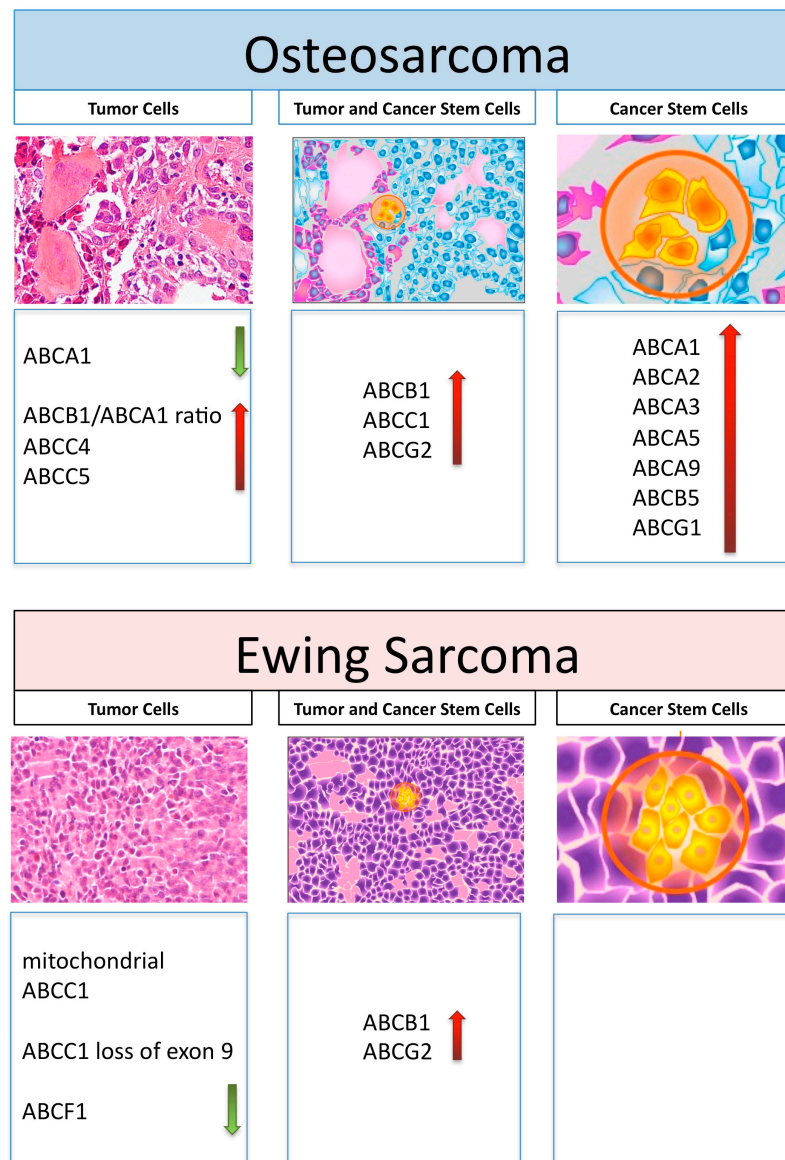 Osteosarcoma
Tumor Cells
Tumor and Cancer Stem Cells
Cancer Stem Cells
ABCA1
ABCB1/ABCA1 ratio
ABCC4
ABCC5
ABCB1
ABCC1
ABCG2
ABCA1
ABCA2
ABCA3
ABCA5
ABCA9
ABCB5
ABCG1
Ewing Sarcoma
Tumor Cells
Tumor and Cancer Stem Cells
Cancer Stem Cells
mitochondrial
ABCC1
ABCC1 loss of exon 9
ABCF1
ABCB1
ABCG2